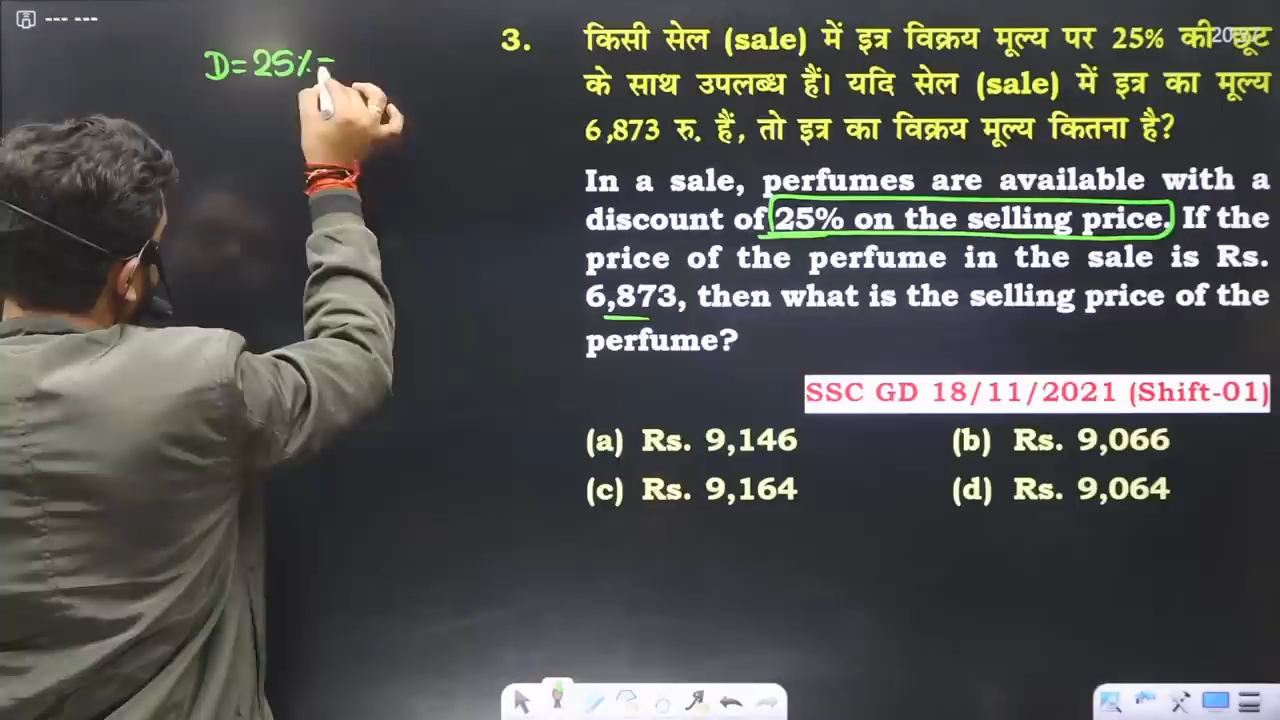 D=25%=
3. किसी सेल (sale) में इत्र विक्रय मूल्य पर 25% की छूट
के साथ उपलब्ध हैं। यदि सेल (sale) में इत्र का मूल्य
6,873 रु. हैं, तो इत्र का विक्रय मूल्य कितना है?
In a sale, perfumes are available with a
discount of 25% on the selling price. If the
price of the perfume in the sale is Rs.
6,873, then what is the selling price of the
perfume?
SSC GD 18/11/2021 (Shift-01)
(a) Rs. 9,146 (b) Rs. 9,066
(c) Rs. 9,164 (d) Rs. 9,064